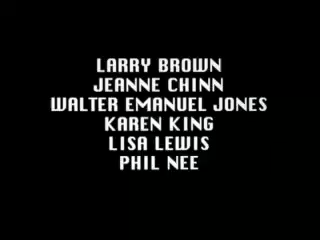 LARRY BROWN
JEANNE CHINN
WALTER EMANUEL JONES
KAREN KING
LISA LEWIS
PHIL NEE